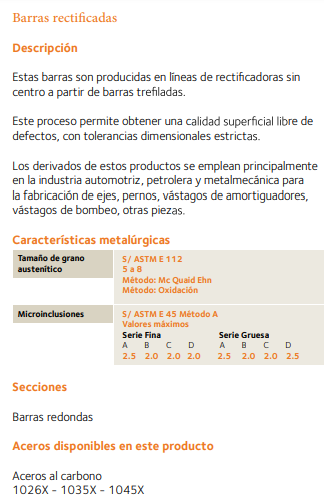 Barras rectificadas
Descripción
Estas barras son producidas en líneas de rectificadoras sin
centro a partir de barras trefiladas.
Este proceso permite obtener una calidad superficial libre de
defectos, con tolerancias dimensionales estrictas.
Los derivados de estos productos se emplean principalmente
en la industria automotriz, petrolera y metalmecánica para
la fabricación de ejes, pernos, vástagos de amortiguadores,
vástagos de bombeo, otras piezas.
Características metalúrgicas
Tamaño de grano
austenítico
S/ ASTM E 112
5 a 8
Método: Mc Quaid Ehn
Método: Oxidación
Microinclusiones
S/ ASTM E 45 Método A
Valores máximos
Serie Fina Serie Gruesa
A B C D A B C D
2.5 2.0 2.0 2.0 2.5 2.0 2.0 2.5
Secciones
Barras redondas
Aceros disponibles en este producto
Aceros al carbono
1026X - 1035X - 1045X